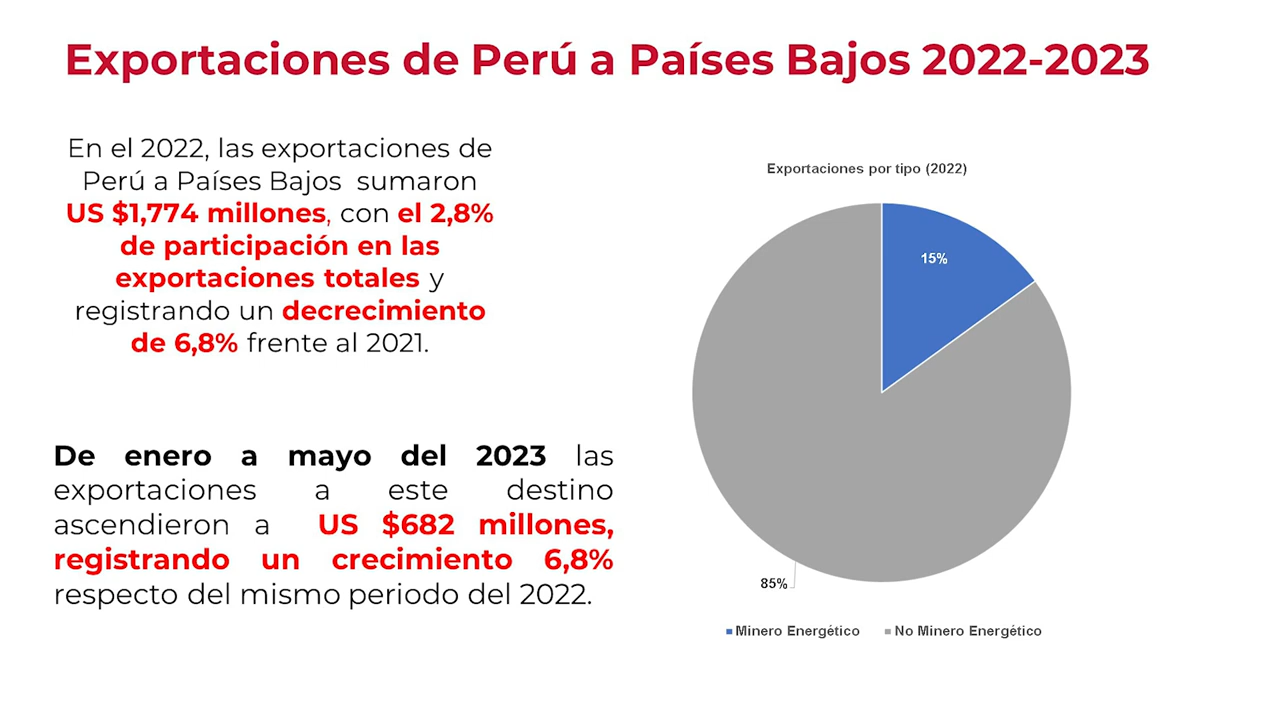 Exportaciones de Perú a Países Bajos 2022-2023
En el 2022, las exportaciones de
Perú a Países Bajos sumaron
US $1,774 millones, con el 2,8%
de participación en las
exportaciones totales y
registrando un decrecimiento
de 6,8% frente al 2021.
De enero a mayo del 2023 las
exportaciones a este destino
ascendieron a US $682 millones,
registrando un crecimiento 6,8%
respecto del mismo periodo del 2022.
Exportaciones por tipo (2022)
15%
85%
Minero Energético
No Minero Energético